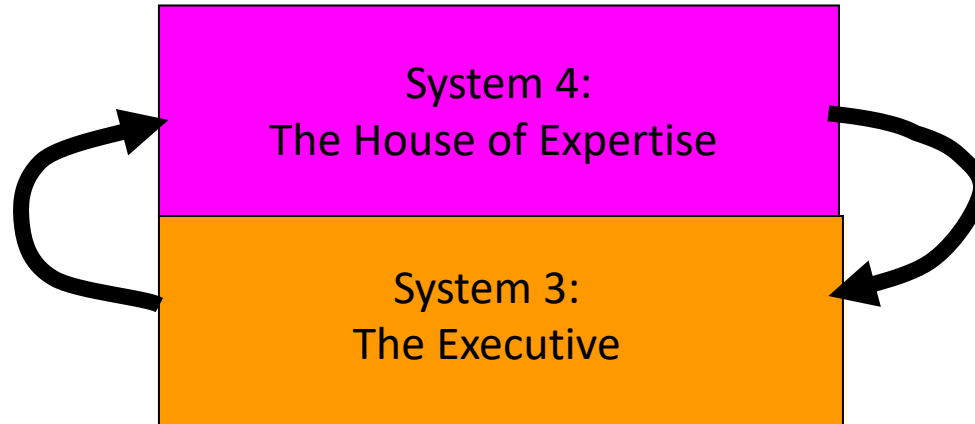 System 4:
The House of Expertise
System 3:
The Executive